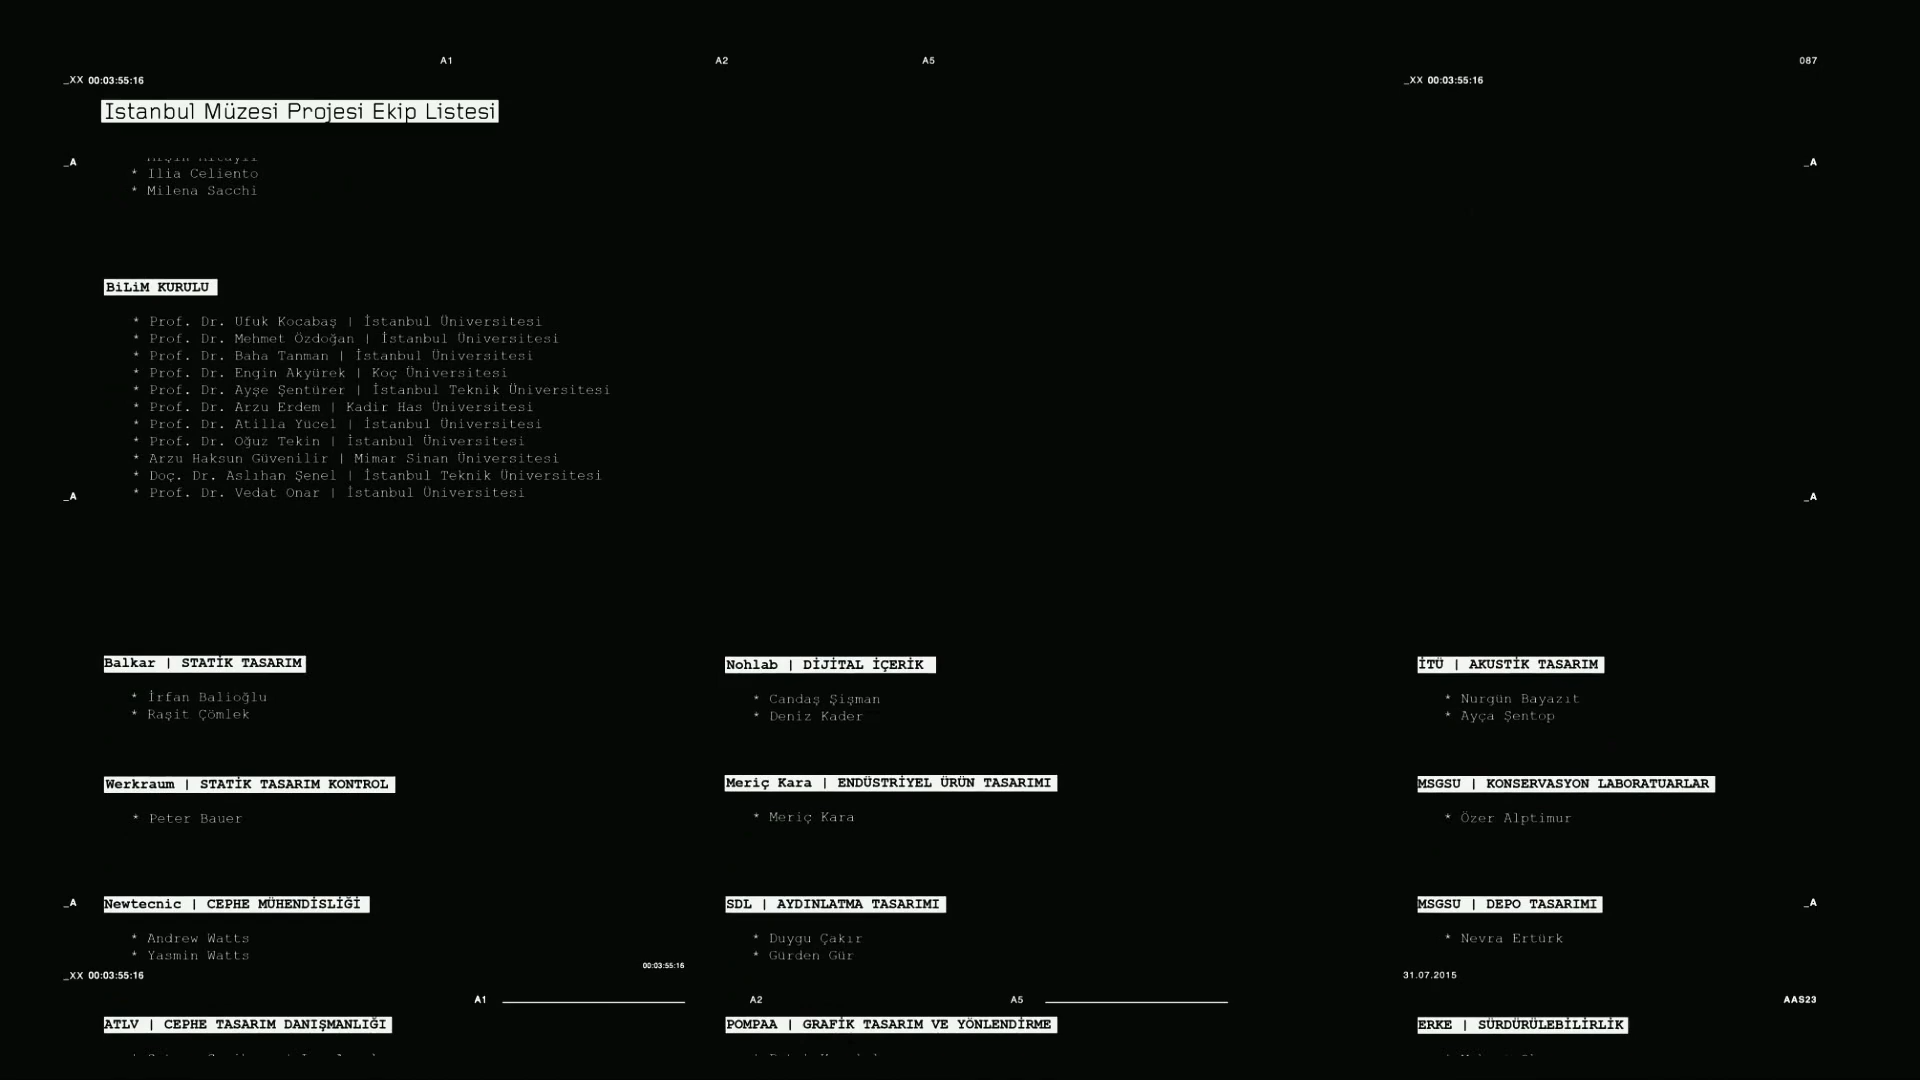 A1 A2 A5 087
_XX 00:03:55:16 _XX 00:03:55:16
Istanbul Müzesi Projesi Ekip Listesi
_A _A
* Ilia Celiento
* Milena Sacchi
BiLiM KURULU
* Prof. Dr. Ufuk Kocabaş | İstanbul Üniversitesi
* Prof. Dr. Mehmet Özdoğan | İstanbul Üniversitesi
* Prof. Dr. Baha Tanman | İstanbul Üniversitesi
* Prof. Dr. Engin Akyürek | Koç Üniversitesi
* Prof. Dr. Ayşe Şentürer | İstanbul Teknik Üniversitesi
* Prof. Dr. Arzu Erdem | Kadir Has Üniversitesi
* Prof. Dr. Atilla Yücel | İstanbul Üniversitesi
* Prof. Dr. Oğuz Tekin | İstanbul Üniversitesi
* Arzu Haksun Güvenilir | Mimar Sinan Üniversitesi
* Doç. Dr. Aslıhan Şenel | İstanbul Teknik Üniversitesi
* Prof. Dr. Vedat Onar | İstanbul Üniversitesi
_A _A
Balkar | STATİK TASARIM
* İrfan Balioğlu
* Raşit Çömlek
Nohlab | DİJİTAL İÇERİK
* Candaş Şişman
* Deniz Kader
İTÜ | AKUSTİK TASARIM
* Nurgün Bayazıt
* Ayça Şentop
Werkraum | STATİK TASARIM KONTROL
* Peter Bauer
Meriç Kara | ENDÜSTRİYEL ÜRÜN TASARIMI
* Meriç Kara
MSGSU | KONSERVASYON LABORATUARLAR
* Özer Alptimur
_A _A
Newtecnic | CEPHE MÜHENDİSLİĞİ
* Andrew Watts
* Yasmin Watts
SDL | AYDINLATMA TASARIMI
* Duygu Çakır
* Gürden Gür
MSGSU | DEPO TASARIMI
* Nevra Ertürk
_XX 00:03:55:16 00:03:55:16 31.07.2015
A1 A2 A5 AAS23
ATLV | CEPHE TASARIM DANIŞMANLIĞI
POMPAA | GRAFİK TASARIM VE YÖNLENDİRME
ERKE | SÜRDÜRÜLEBİLİRLİK